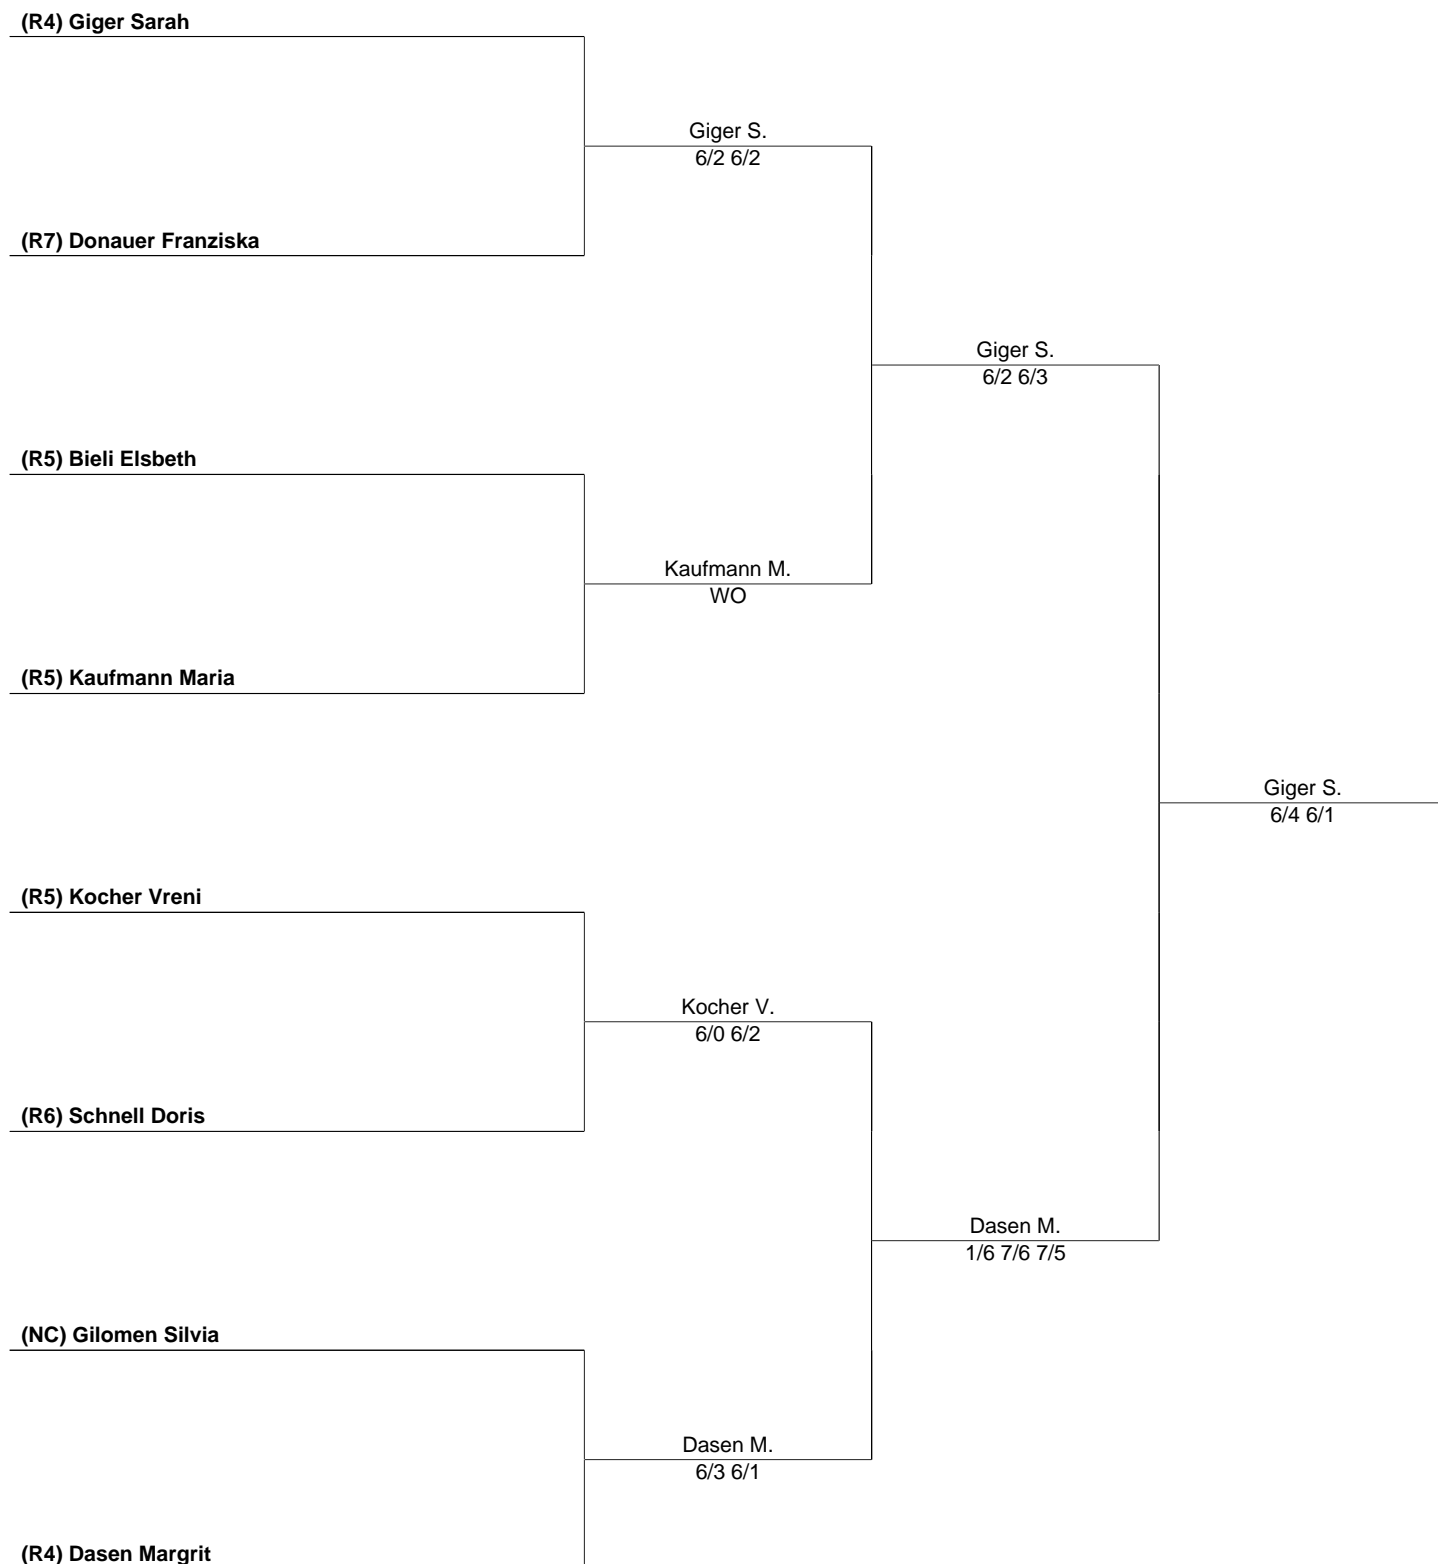 (R4) Giger Sarah
Giger S.
6/2 6/2
(R7) Donauer Franziska
Giger S.
6/2 6/3
(R5) Bieli Elsbeth
Kaufmann M.
WO
(R5) Kaufmann Maria
Giger S.
6/4 6/1
(R5) Kocher Vreni
Kocher V.
6/0 6/2
(R6) Schnell Doris
Dasen M.
1/6 7/6 7/5
(NC) Gilomen Silvia
Dasen M.
6/3 6/1
(R4) Dasen Margrit